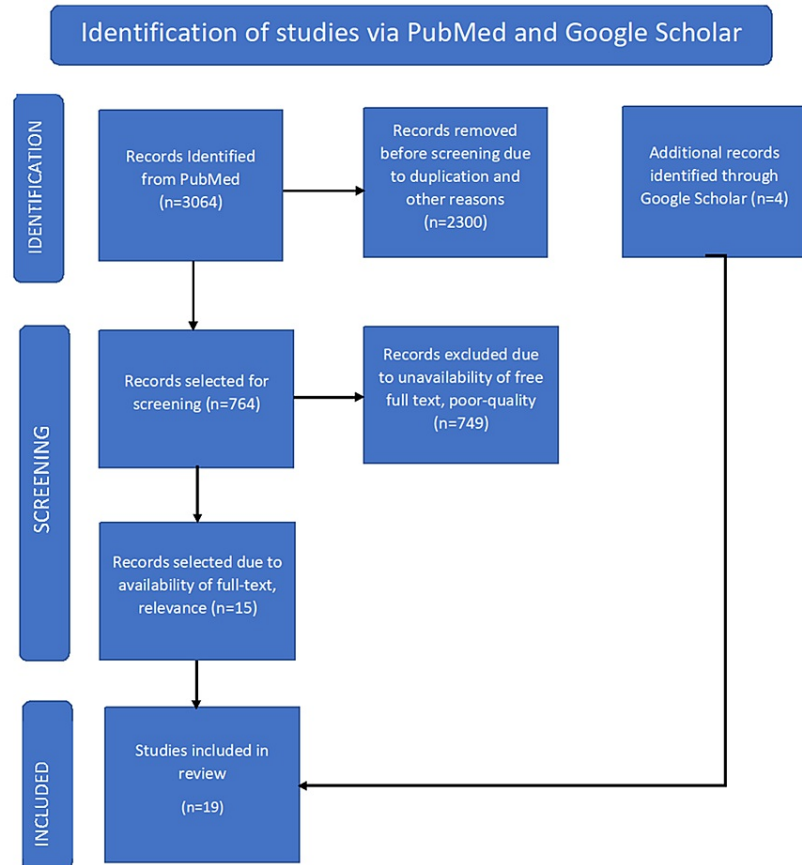 Identification of studies via PubMed and Google Scholar
IDENTIFICATION
Records Identified
from PubMed
(n=3064)
Records removed
before screening due
to duplication and
other reasons
(n=2300)
Additional records
identified through
Google Scholar (n=4)
SCREENING
Records selected for
screening (n=764)
Records excluded due
to unavailability of free
full text, poor-quality
(n=749)
Records selected due to
availability of full-text,
relevance (n=15)
INCLUDED
Studies included in
review
(n=19)